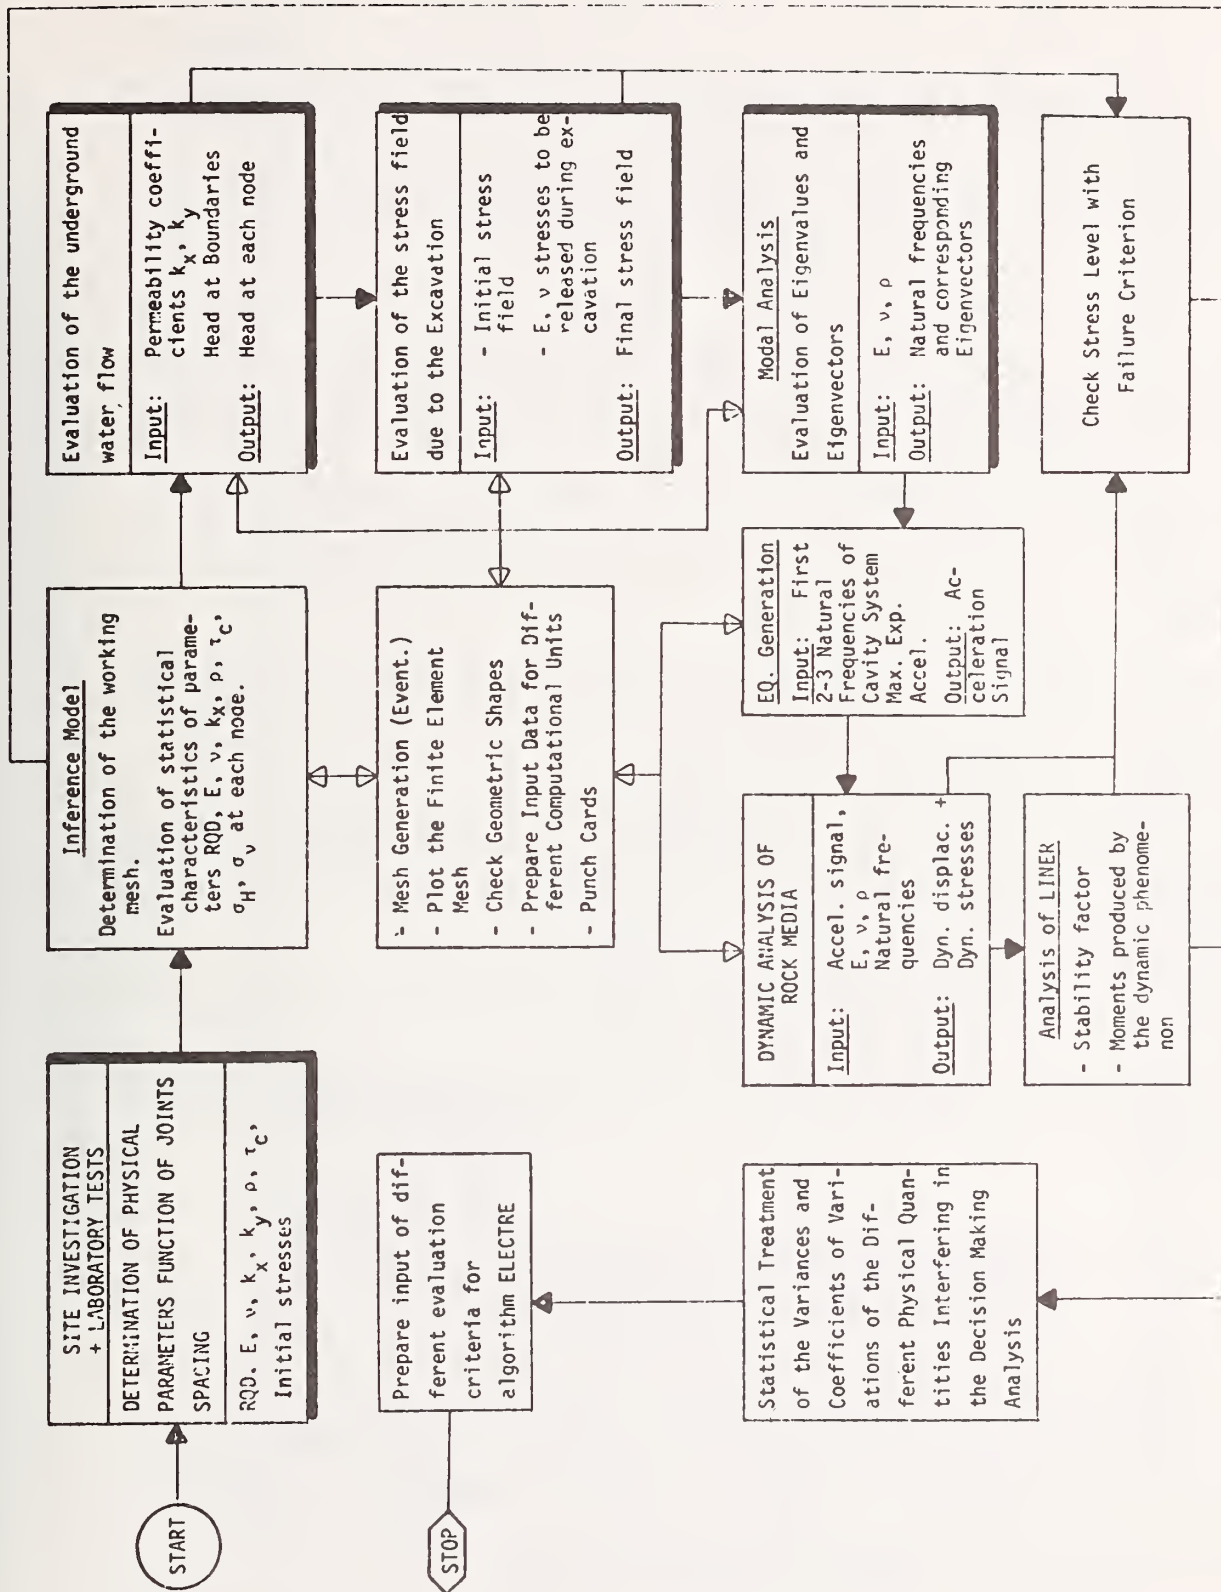 START
SITE INVESTIGATION
+ LABORATORY TESTS
DETERMINATION OF PHYSICAL
PARAMETERS FUNCTION OF JOINTS
SPACING
RQD. E, ν, kx, ky, ρ, τc,
Initial stresses
Inference Model
Determination of the working
mesh.
Evaluation of statistical
characteristics of parame-
ters RQD, E, ν, kx, ρ, τc,
σH, σν at each node.
Evaluation of the underground
water flow
Input: Permeability coeffi-
cients kx, ky
Head at Boundaries
Output: Head at each node
- Mesh Generation (Event.)
- Plot the Finite Element
Mesh
- Check Geometric Shapes
- Prepare Input Data for Dif-
ferent Computational Units
- Punch Cards
Evaluation of the stress field
due to the Excavation
Input: - Initial stress
field
- E, ν stresses to be
released during ex-
cavation
Output: Final stress field
Modal Analysis
Evaluation of Eigenvalues and
Eigenvectors
Input: E, ν, ρ
Output: Natural frequencies
and corresponding
Eigenvectors
EQ. Generation
Input: First
2-3 Natural
Frequencies of
Cavity System
Max. Exp.
Accel.
Output: Ac-
celeration
Signal
DYNAMIC ANALYSIS OF
ROCK MEDIA
Input: Accel. signal,
E, ν, ρ
Natural fre-
quencies
Output: Dyn. displac. +
Dyn. stresses
Analysis of LINER
- Stability factor
- Moments produced by
the dynamic phenome-
non
Check Stress Level with
Failure Criterion
Statistical Treatment
of the Variances and
Coefficients of Vari-
ations of the Dif-
ferent Physical Quan-
tities Interfering in
the Decision Making
Analysis
Prepare input of dif-
ferent evaluation
criteria for
algorithm ELECTRE
STOP